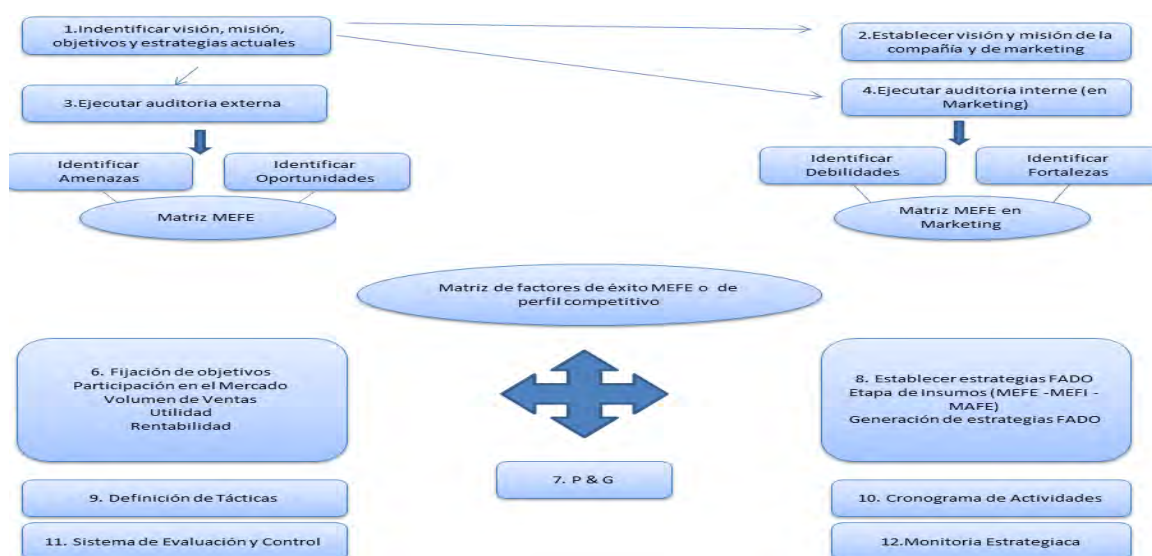 1.Indentificar visión, misión,
objetivos y estrategias actuales
2.Establecer visión y misión de la
compañía y de marketing
3.Ejecutar auditoria externa
4.Ejecutar auditoria interne (en
Marketing)
Identificar
Amenazas
Identificar
Oportunidades
Identificar
Debilidades
Identificar
Fortalezas
Matriz MEFE
Matriz MEFE en
Marketing
Matriz de factores de éxito MEFE o de
perfil competitivo
6. Fijación de objetivos
Participación en el Mercado
Volumen de Ventas
Utilidad
Rentabilidad
8. Establecer estrategias FADO
Etapa de Insumos (MEFE -MEFI -
MAFE)
Generación de estrategias FADO
7. P & G
9. Definición de Tácticas
10. Cronograma de Actividades
11. Sistema de Evaluación y Control
12.Monitoria Estrategiaca